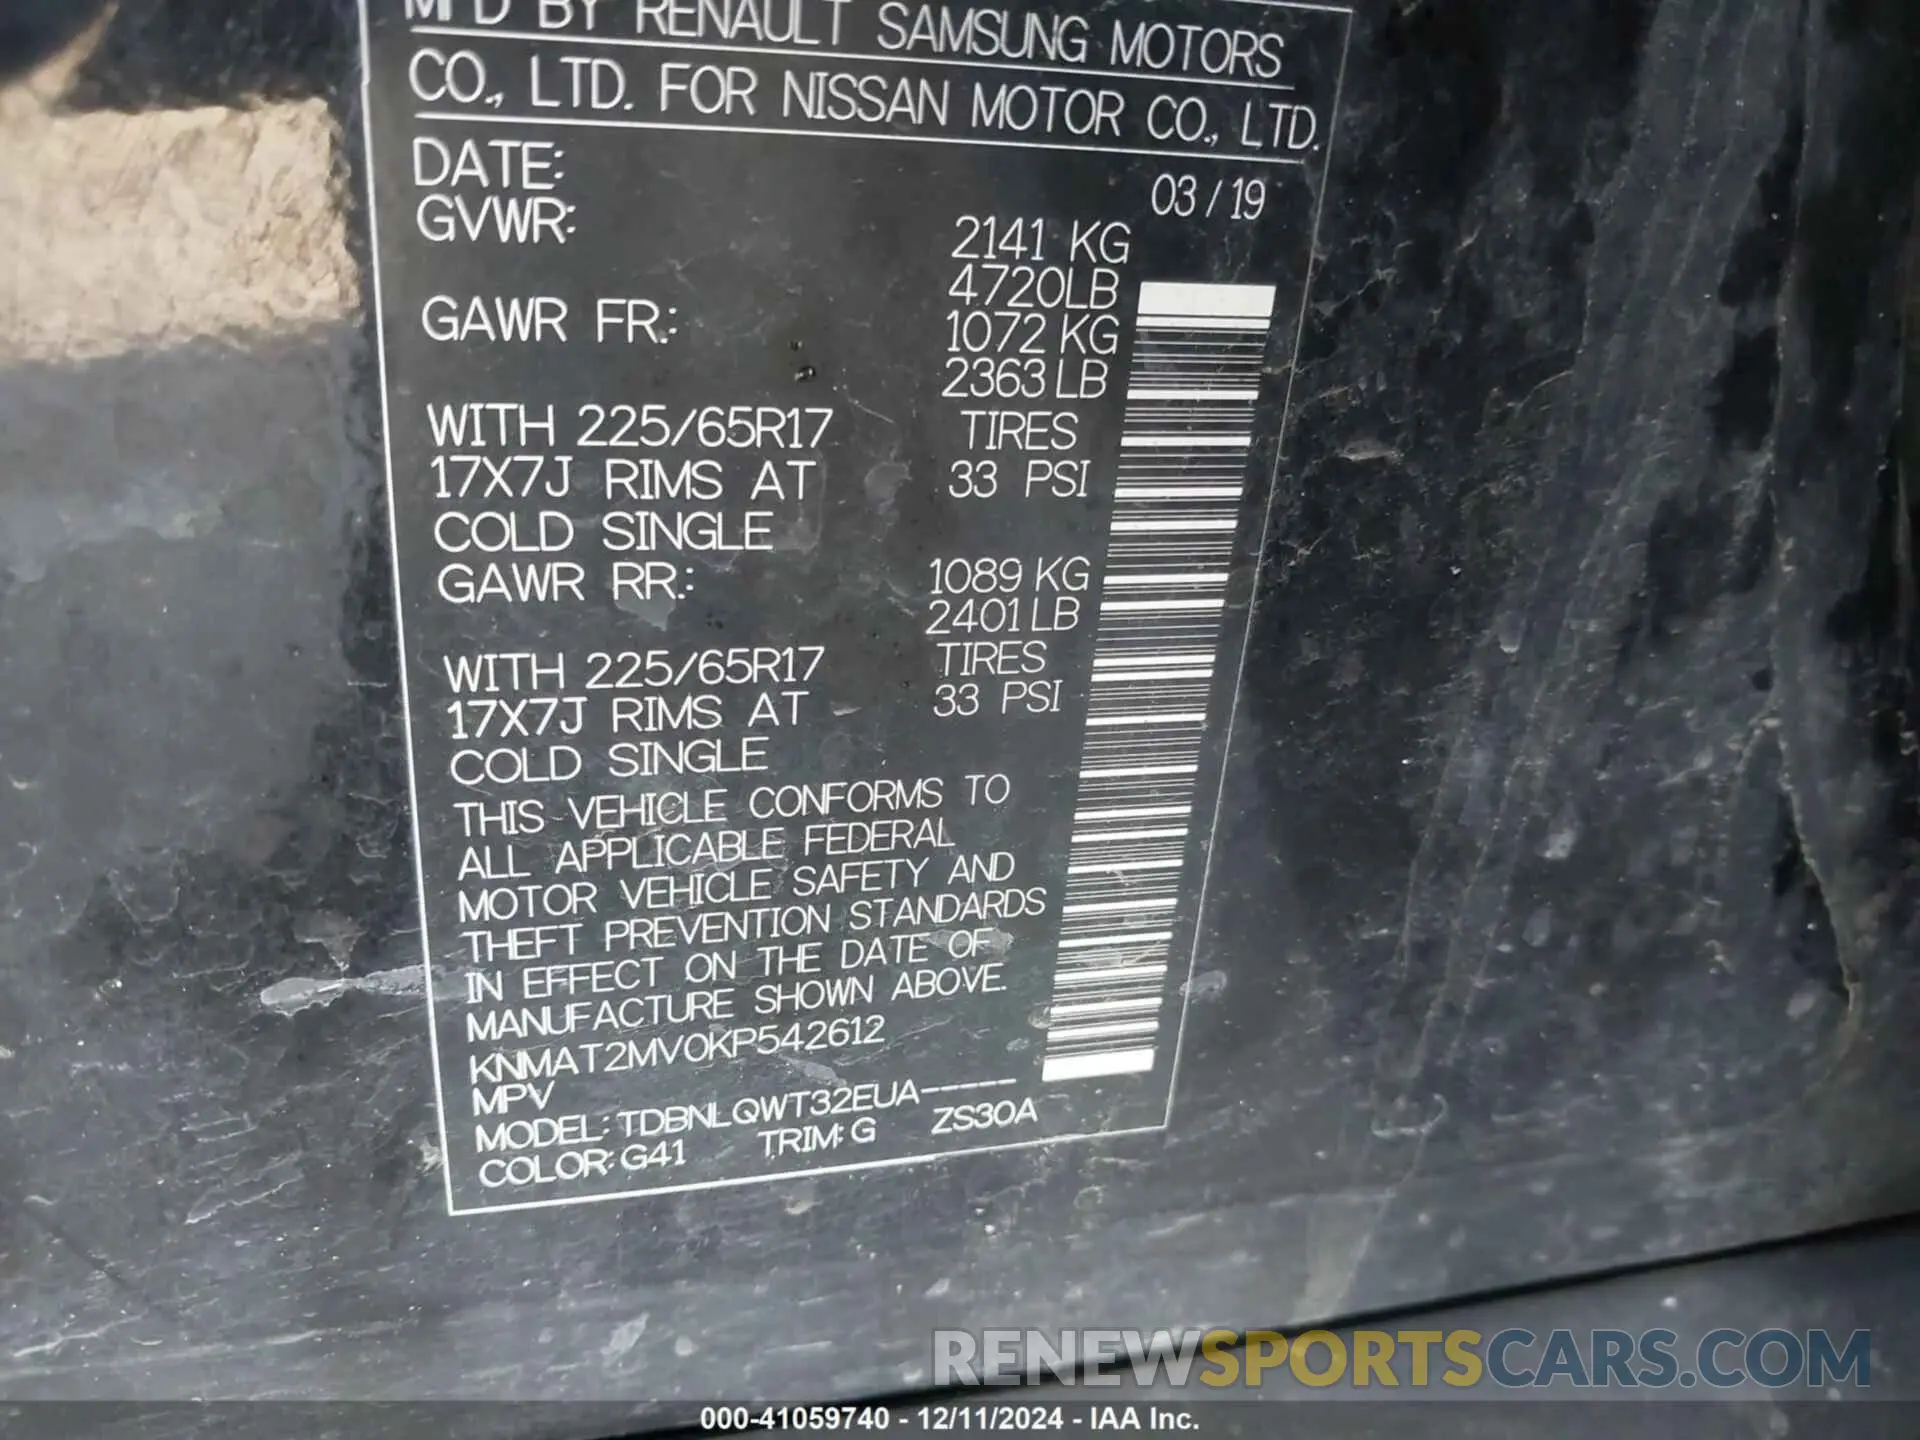 MFD BY RENAULT SAMSUNG MOTORS
CO., LTD. FOR NISSAN MOTOR CO., LTD.
DATE: 03 / 19
GVWR: 2141 KG
4720LB
GAWR FR.: 1072 KG
2363 LB
WITH 225/65R17 TIRES
17X7J RIMS AT 33 PSI
COLD SINGLE
GAWR RR.: 1089 KG
2401 LB
WITH 225/65R17 TIRES
17X7J RIMS AT 33 PSI
COLD SINGLE
THIS VEHICLE CONFORMS TO
ALL APPLICABLE FEDERAL
MOTOR VEHICLE SAFETY AND
THEFT PREVENTION STANDARDS
IN EFFECT ON THE DATE OF
MANUFACTURE SHOWN ABOVE.
KNMAT2MV0KP542612
MPV
MODEL: TDBNLQWT32EUA-----
COLOR: G41 TRIM: G ZS30A
RENEWSPORTSCARS.COM
000-41059740 - 12/11/2024 - IAA Inc.